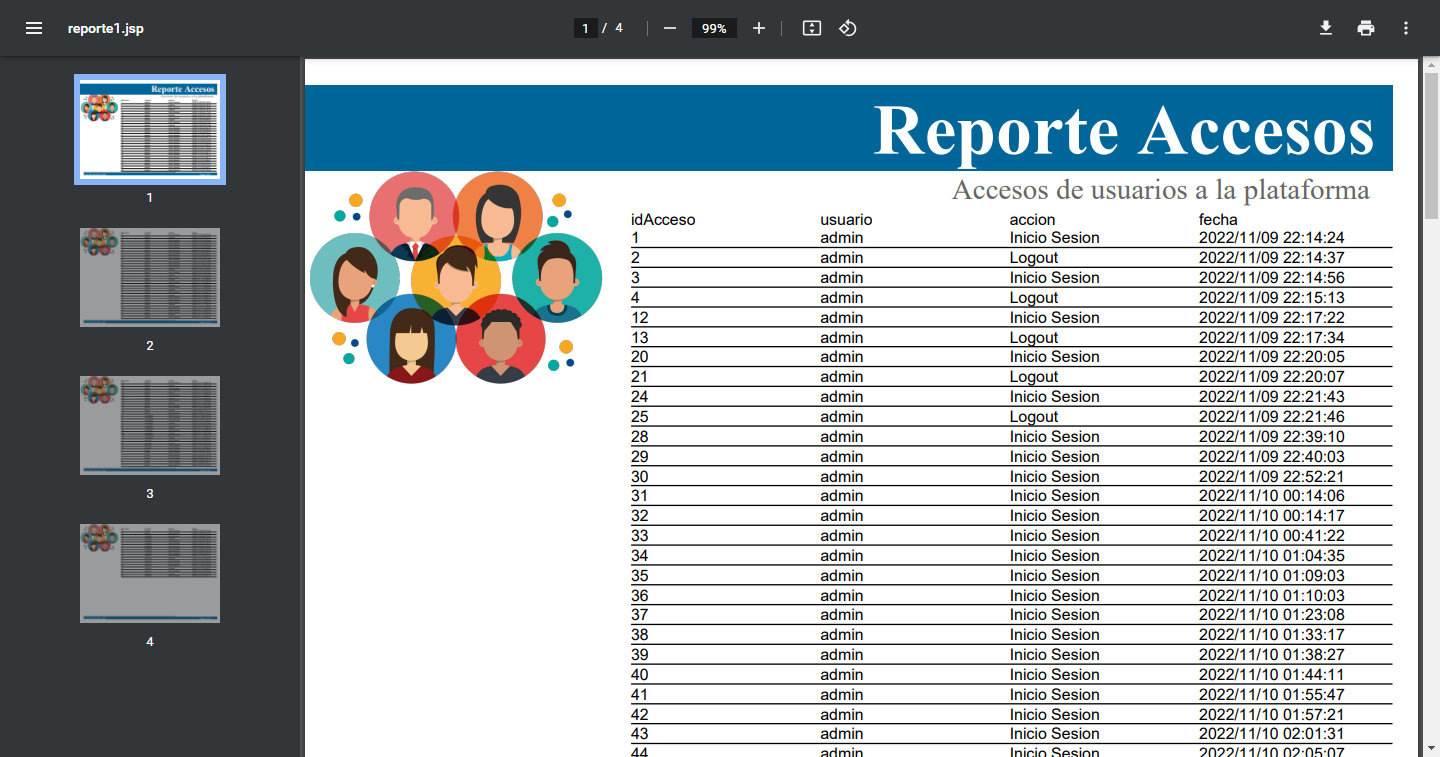 reporte1.jsp
1 / 4
99%
1
2
3
4
Reporte Accesos
Accesos de usuarios a la plataforma
idAcceso usuario accion fecha
1 admin Inicio Sesion 2022/11/09 22:14:24
2 admin Logout 2022/11/09 22:14:37
3 admin Inicio Sesion 2022/11/09 22:14:56
4 admin Logout 2022/11/09 22:15:13
12 admin Inicio Sesion 2022/11/09 22:17:22
13 admin Logout 2022/11/09 22:17:34
20 admin Inicio Sesion 2022/11/09 22:20:05
21 admin Logout 2022/11/09 22:20:07
24 admin Inicio Sesion 2022/11/09 22:21:43
25 admin Logout 2022/11/09 22:21:46
28 admin Inicio Sesion 2022/11/09 22:39:10
29 admin Inicio Sesion 2022/11/09 22:40:03
30 admin Inicio Sesion 2022/11/09 22:52:21
31 admin Inicio Sesion 2022/11/10 00:14:06
32 admin Inicio Sesion 2022/11/10 00:14:17
33 admin Inicio Sesion 2022/11/10 00:41:22
34 admin Inicio Sesion 2022/11/10 01:04:35
35 admin Inicio Sesion 2022/11/10 01:09:03
36 admin Inicio Sesion 2022/11/10 01:10:03
37 admin Inicio Sesion 2022/11/10 01:23:08
38 admin Inicio Sesion 2022/11/10 01:33:17
39 admin Inicio Sesion 2022/11/10 01:38:27
40 admin Inicio Sesion 2022/11/10 01:44:11
41 admin Inicio Sesion 2022/11/10 01:55:47
42 admin Inicio Sesion 2022/11/10 01:57:21
43 admin Inicio Sesion 2022/11/10 02:01:31
44 admin Inicio Sesion 2022/11/10 02:05:07